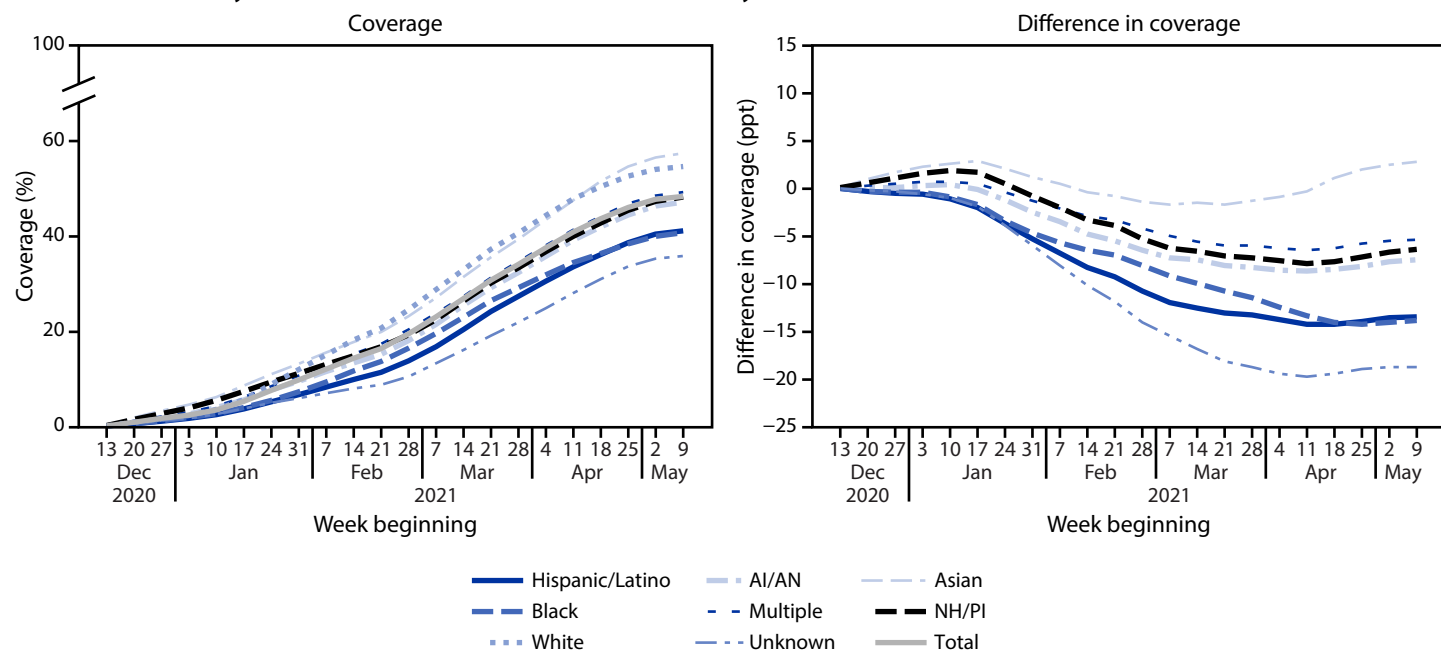 Coverage
100
60
40
20
0
Coverage (%)
13 20 27 3 10 17 24 31 7 14 21 28 7 14 21 28 4 11 18 25 2 9
Dec Jan Feb Mar Apr May
2020 2021
Week beginning
Difference in coverage
15
10
5
0
−5
−10
−15
−20
−25
Difference in coverage (ppt)
13 20 27 3 10 17 24 31 7 14 21 28 7 14 21 28 4 11 18 25 2 9
Dec Jan Feb Mar Apr May
2020 2021
Week beginning
Hispanic/Latino AI/AN Asian
Black Multiple NH/PI
White Unknown Total